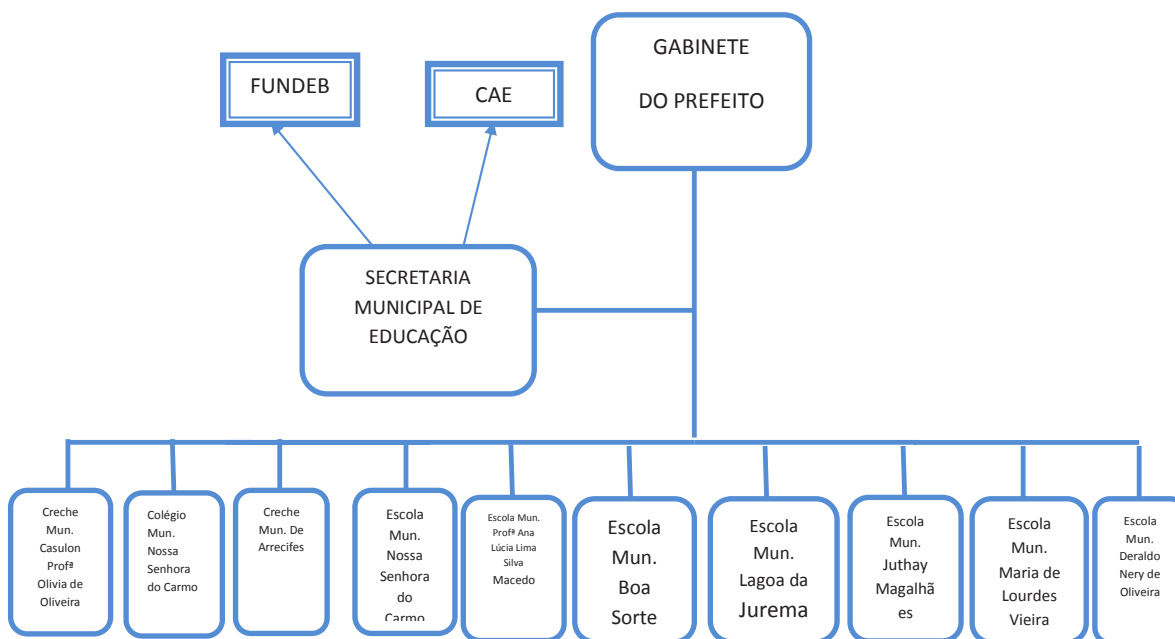 GABINETE
DO PREFEITO
FUNDEB
CAE
SECRETARIA
MUNICIPAL DE
EDUCAÇÃO
Creche
Mun.
Casulon
Profª
Olivia de
Oliveira
Colégio
Mun.
Nossa
Senhora
do Carmo
Creche
Mun. De
Arrecifes
Escola
Mun.
Nossa
Senhora
do
Carmo
Escola Mun.
Profª Ana
Lúcia Lima
Silva
Macedo
Escola
Mun.
Boa
Sorte
Escola
Mun.
Lagoa da
Jurema
Escola
Mun.
Juthay
Magalhã
es
Escola
Mun.
Maria de
Lourdes
Vieira
Escola
Mun.
Deraldo
Nery de
Oliveira